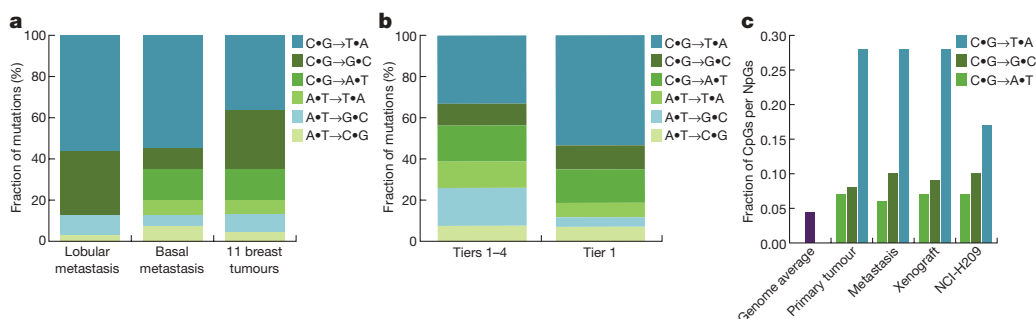 a
Fraction of mutations (%)
100
80
60
40
20
0
Lobular
metastasis
Basal
metastasis
11 breast
tumours
C•G→T•A
C•G→G•C
C•G→A•T
A•T→T•A
A•T→G•C
A•T→C•G
b
Fraction of mutations (%)
100
80
60
40
20
0
Tiers 1–4
Tier 1
C•G→T•A
C•G→G•C
C•G→A•T
A•T→T•A
A•T→G•C
A•T→C•G
c
Fraction of CpGs per NpGs
0.30
0.25
0.20
0.15
0.10
0.05
0.00
Genome average
Primary tumour
Metastasis
Xenograft
NCI-H209
C•G→T•A
C•G→G•C
C•G→A•T